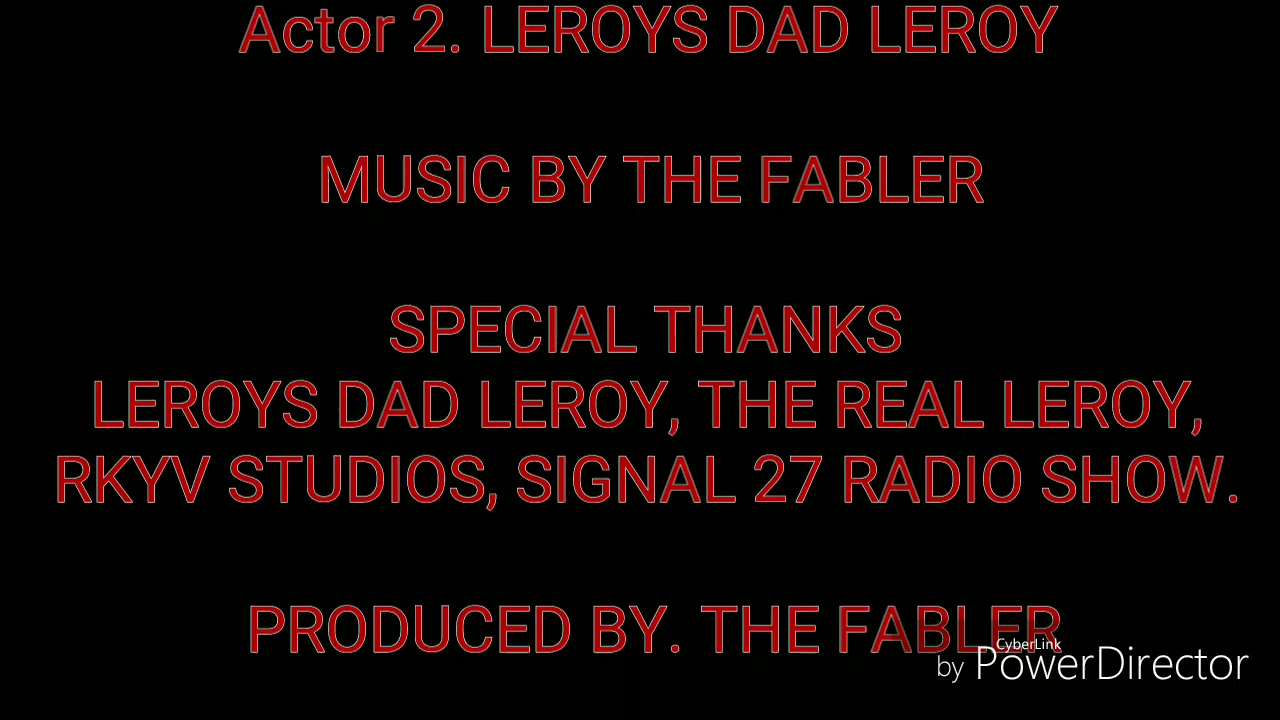 Actor 2. LEROYS DAD LEROY
MUSIC BY THE FABLER
SPECIAL THANKS
LEROYS DAD LEROY, THE REAL LEROY,
RKYV STUDIOS, SIGNAL 27 RADIO SHOW.
PRODUCED BY. THE FABLER
CyberLink
by PowerDirector